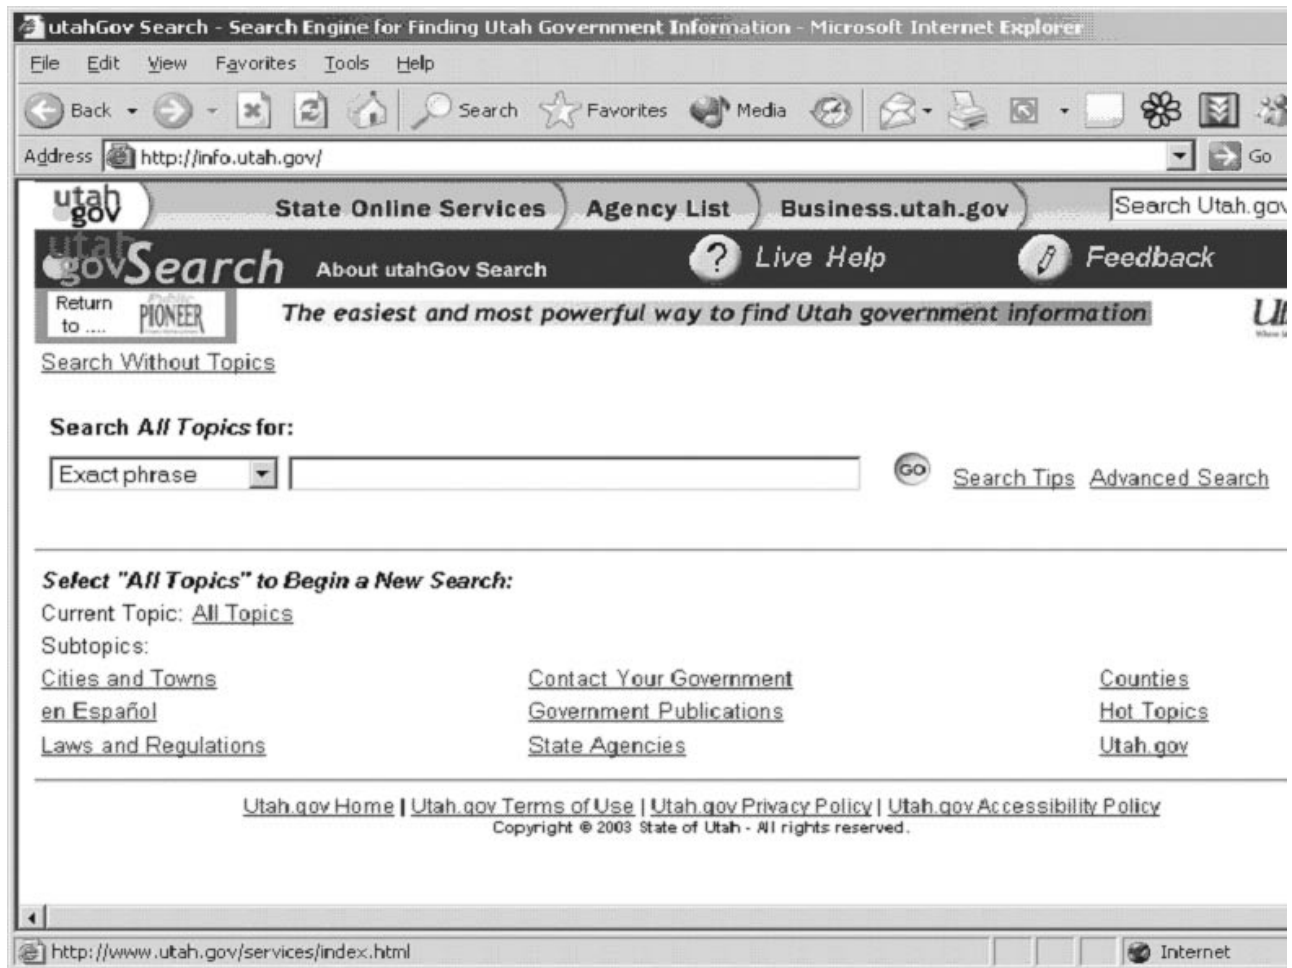 utahGov Search - Search Engine for Finding Utah Government Information - Microsoft Internet Explorer
File Edit View Favorites Tools Help
Back Search Favorites Media
Address http://info.utah.gov/ Go
utah gov State Online Services Agency List Business.utah.gov Search Utah.gov
utah
gov Search About utahGov Search ? Live Help Feedback
Return to .... Public PIONEER The easiest and most powerful way to find Utah government information
Search Without Topics
Search All Topics for:
Exact phrase GO Search Tips Advanced Search
Select "All Topics" to Begin a New Search:
Current Topic: All Topics
Subtopics:
Cities and Towns Contact Your Government Counties
en Español Government Publications Hot Topics
Laws and Regulations State Agencies Utah.gov
Utah.gov Home | Utah.gov Terms of Use | Utah.gov Privacy Policy | Utah.gov Accessibility Policy
Copyright © 2003 State of Utah - All rights reserved.
http://www.utah.gov/services/index.html Internet